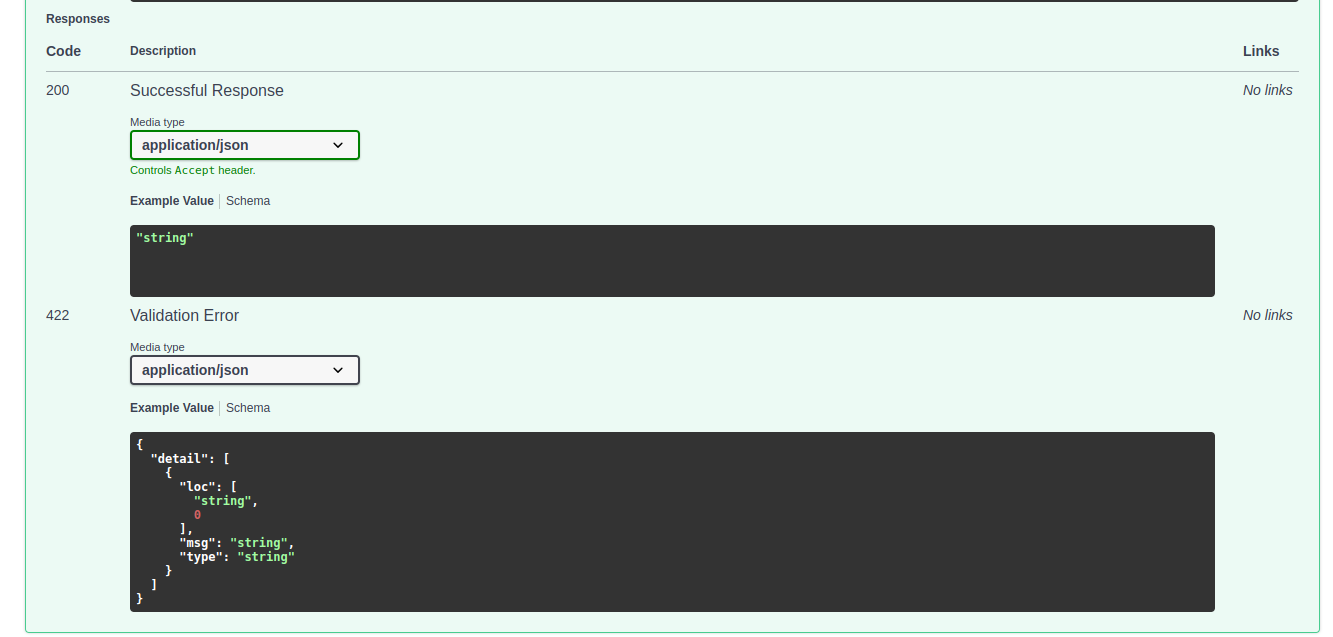 Responses
Code Description Links
200 Successful Response No links
Media type
application/json
Controls Accept header.
Example Value Schema
"string"
422 Validation Error No links
Media type
application/json
Example Value Schema
{
  "detail": [
    {
      "loc": [
        "string",
        0
      ],
      "msg": "string",
      "type": "string"
    }
  ]
}